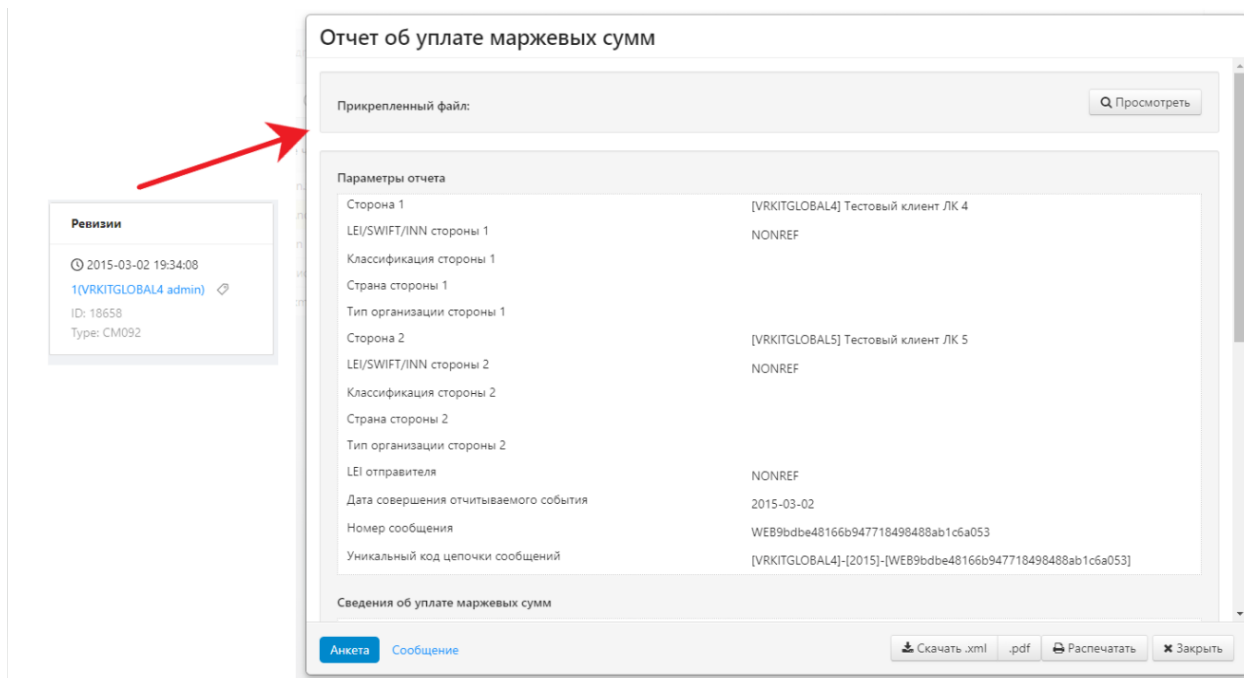 Отчет об уплате маржевых сумм
Прикрепленный файл:
Просмотреть
Параметры отчета
Сторона 1 [VRKITGLOBAL4] Тестовый клиент ЛК 4
LEI/SWIFT/INN стороны 1 NONREF
Классификация стороны 1
Страна стороны 1
Тип организации стороны 1
Сторона 2 [VRKITGLOBAL5] Тестовый клиент ЛК 5
LEI/SWIFT/INN стороны 2 NONREF
Классификация стороны 2
Страна стороны 2
Тип организации стороны 2
LEI отправителя NONREF
Дата совершения отчитываемого события 2015-03-02
Номер сообщения WEB9bdbe48166b947718498488ab1c6a053
Уникальный код цепочки сообщений [VRKITGLOBAL4]-[2015]-[WEB9bdbe48166b947718498488ab1c6a053]
Сведения об уплате маржевых сумм
Анкета Сообщение Скачать .xml .pdf Распечатать Закрыть
Ревизии
2015-03-02 19:34:08
1(VRKITGLOBAL4 admin)
ID: 18658
Type: CM092